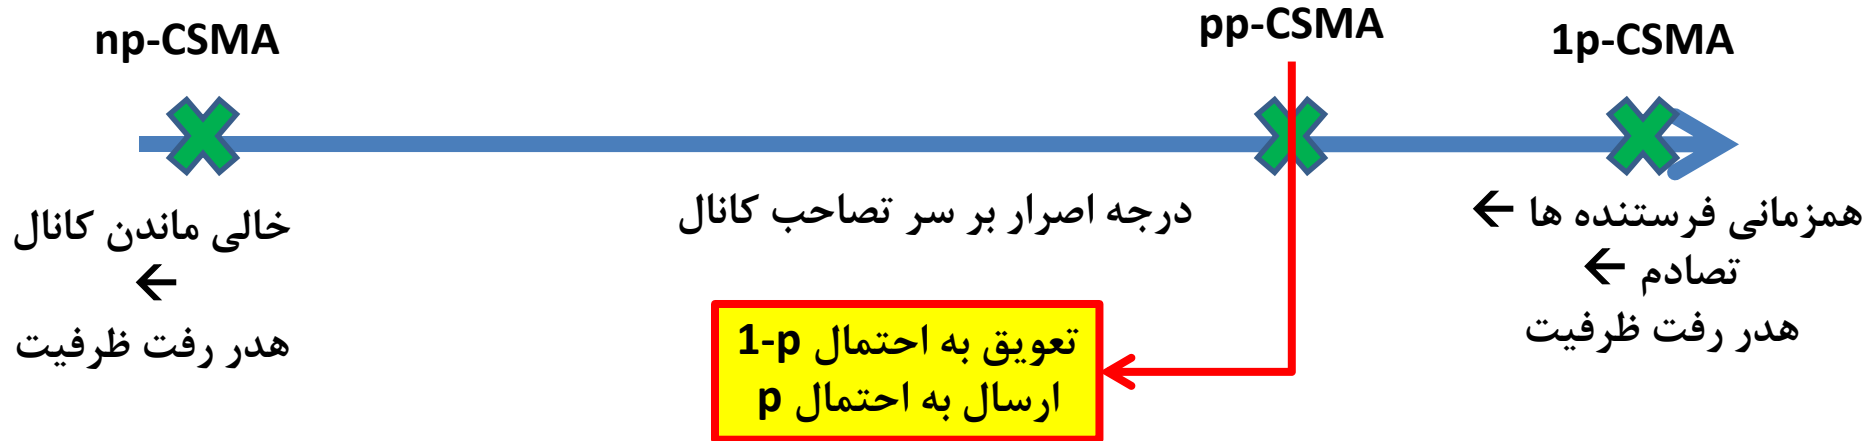 np-CSMA
pp-CSMA
1p-CSMA
درجه اصرار بر سر تصاحب کانال
همزمانی فرستنده ها ←
تصادم ←
هدر رفت ظرفیت
خالی ماندن کانال
←
هدر رفت ظرفیت
تعویق به احتمال 1-p
ارسال به احتمال p